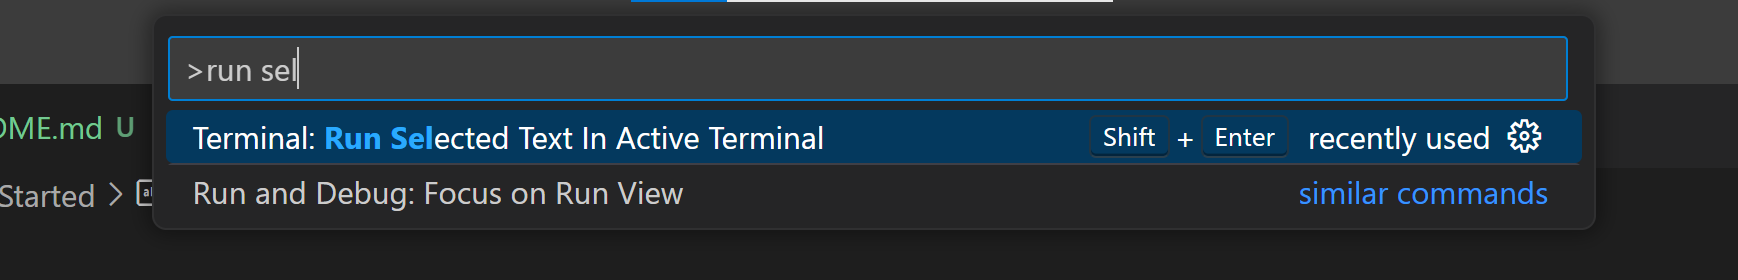 >run sel
OME.md U
Terminal: Run Selected Text In Active Terminal Shift + Enter recently used
Started >
Run and Debug: Focus on Run View similar commands